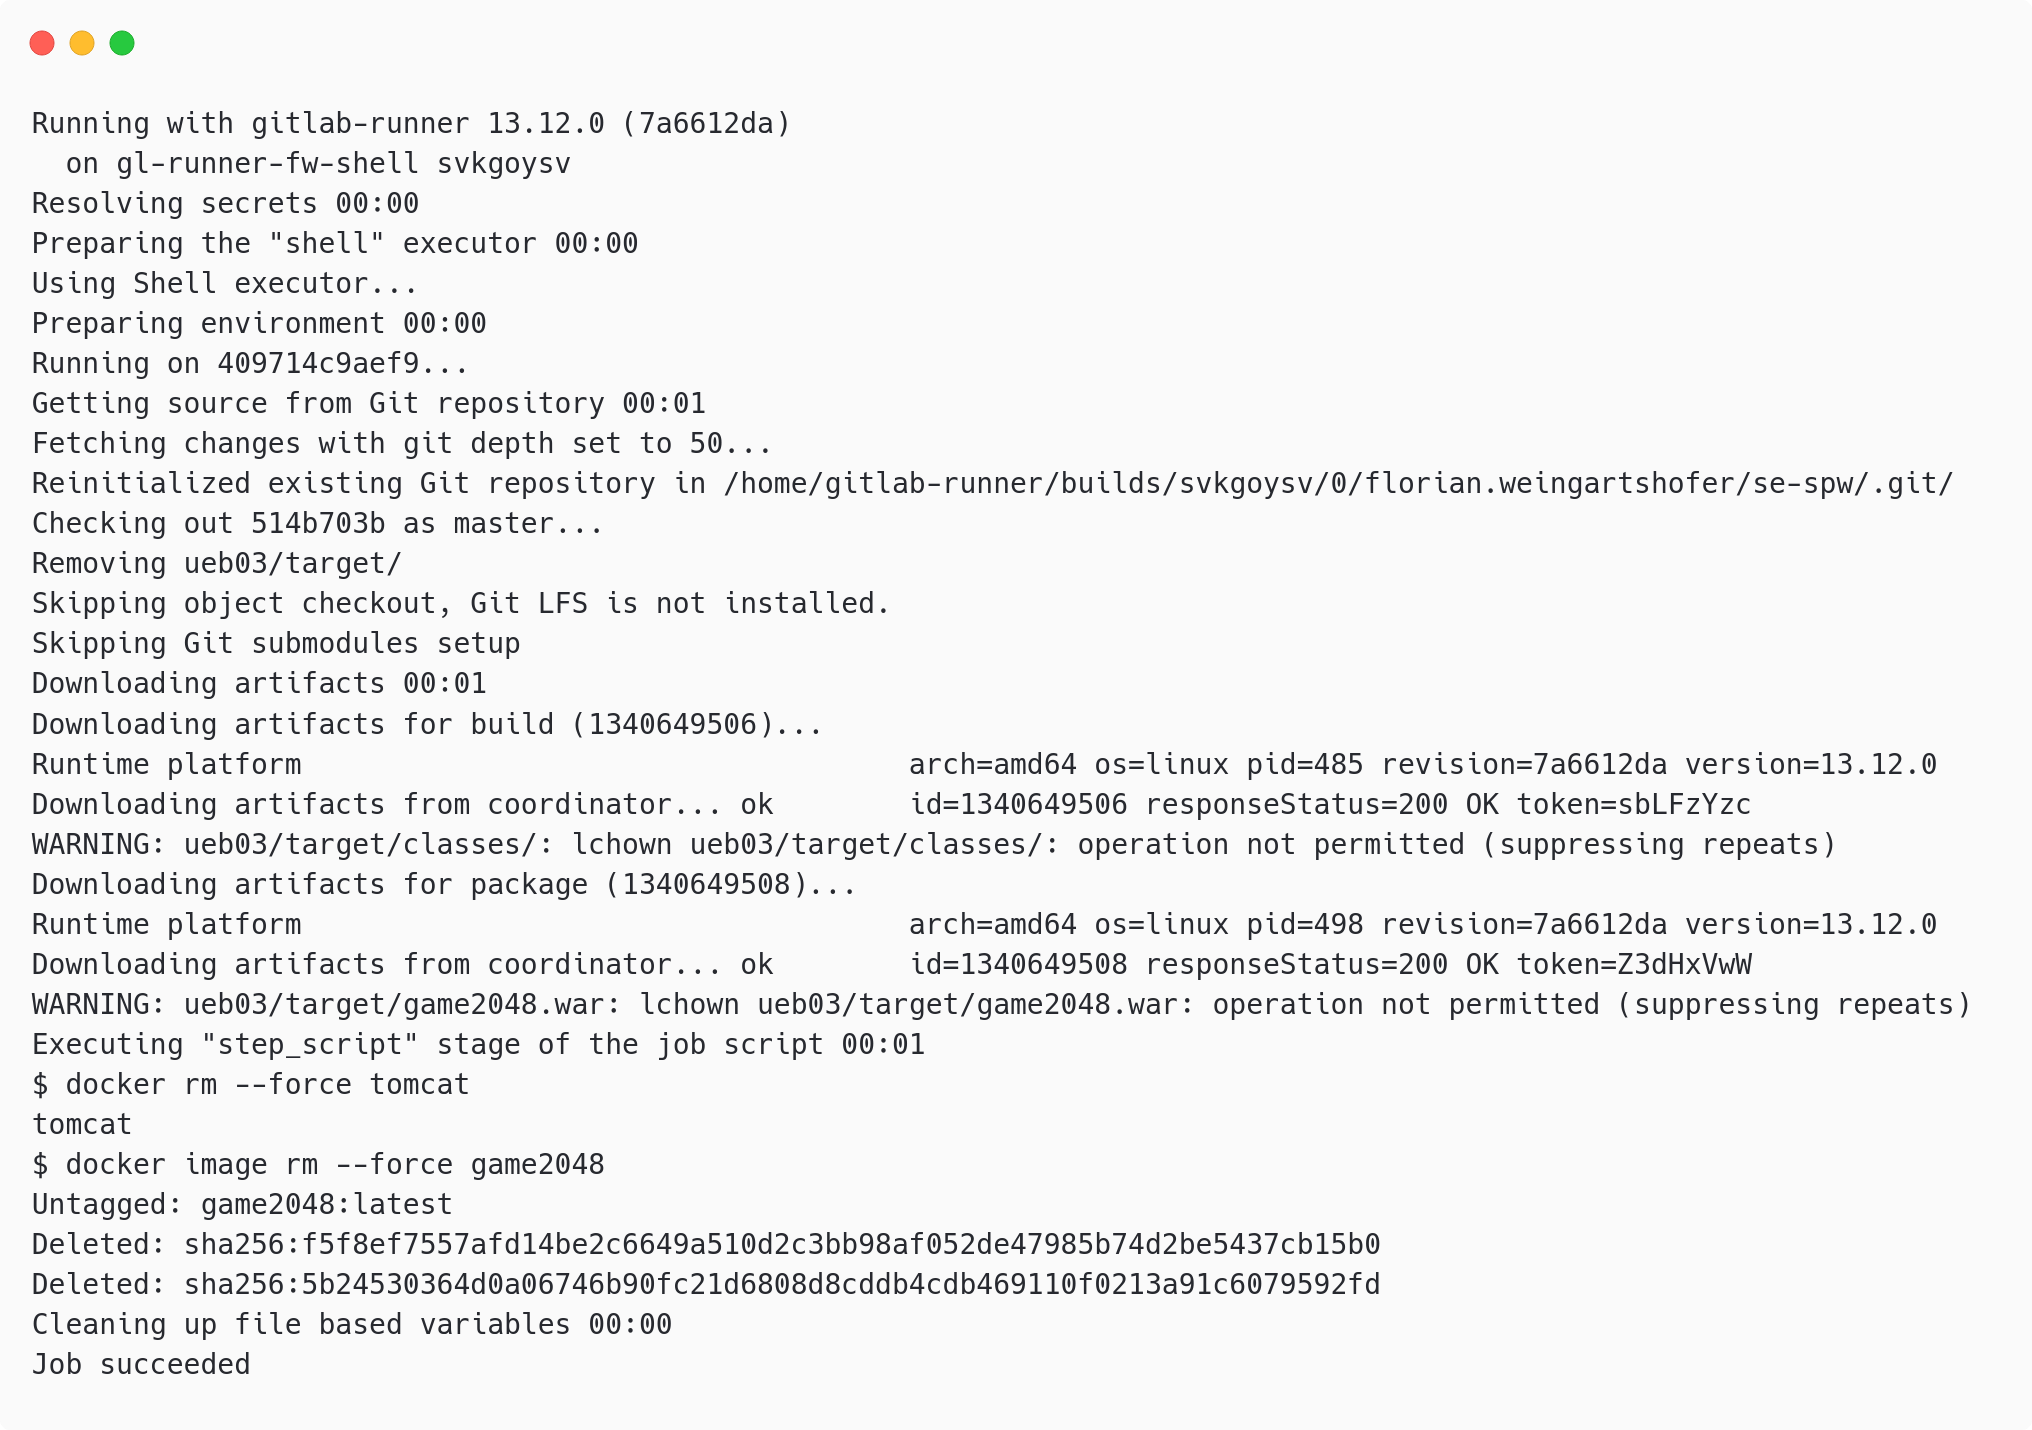 Running with gitlab-runner 13.12.0 (7a6612da)
  on gl-runner-fw-shell svkgoysv
Resolving secrets 00:00
Preparing the "shell" executor 00:00
Using Shell executor...
Preparing environment 00:00
Running on 409714c9aef9...
Getting source from Git repository 00:01
Fetching changes with git depth set to 50...
Reinitialized existing Git repository in /home/gitlab-runner/builds/svkgoysv/0/florian.weingartshofer/se-spw/.git/
Checking out 514b703b as master...
Removing ueb03/target/
Skipping object checkout, Git LFS is not installed.
Skipping Git submodules setup
Downloading artifacts 00:01
Downloading artifacts for build (1340649506)...
Runtime platform                                    arch=amd64 os=linux pid=485 revision=7a6612da version=13.12.0
Downloading artifacts from coordinator... ok        id=1340649506 responseStatus=200 OK token=sbLFzYzc
WARNING: ueb03/target/classes/: lchown ueb03/target/classes/: operation not permitted (suppressing repeats)
Downloading artifacts for package (1340649508)...
Runtime platform                                    arch=amd64 os=linux pid=498 revision=7a6612da version=13.12.0
Downloading artifacts from coordinator... ok        id=1340649508 responseStatus=200 OK token=Z3dHxVwW
WARNING: ueb03/target/game2048.war: lchown ueb03/target/game2048.war: operation not permitted (suppressing repeats)
Executing "step_script" stage of the job script 00:01
$ docker rm --force tomcat
tomcat
$ docker image rm --force game2048
Untagged: game2048:latest
Deleted: sha256:f5f8ef7557afd14be2c6649a510d2c3bb98af052de47985b74d2be5437cb15b0
Deleted: sha256:5b24530364d0a06746b90fc21d6808d8cddb4cdb469110f0213a91c6079592fd
Cleaning up file based variables 00:00
Job succeeded